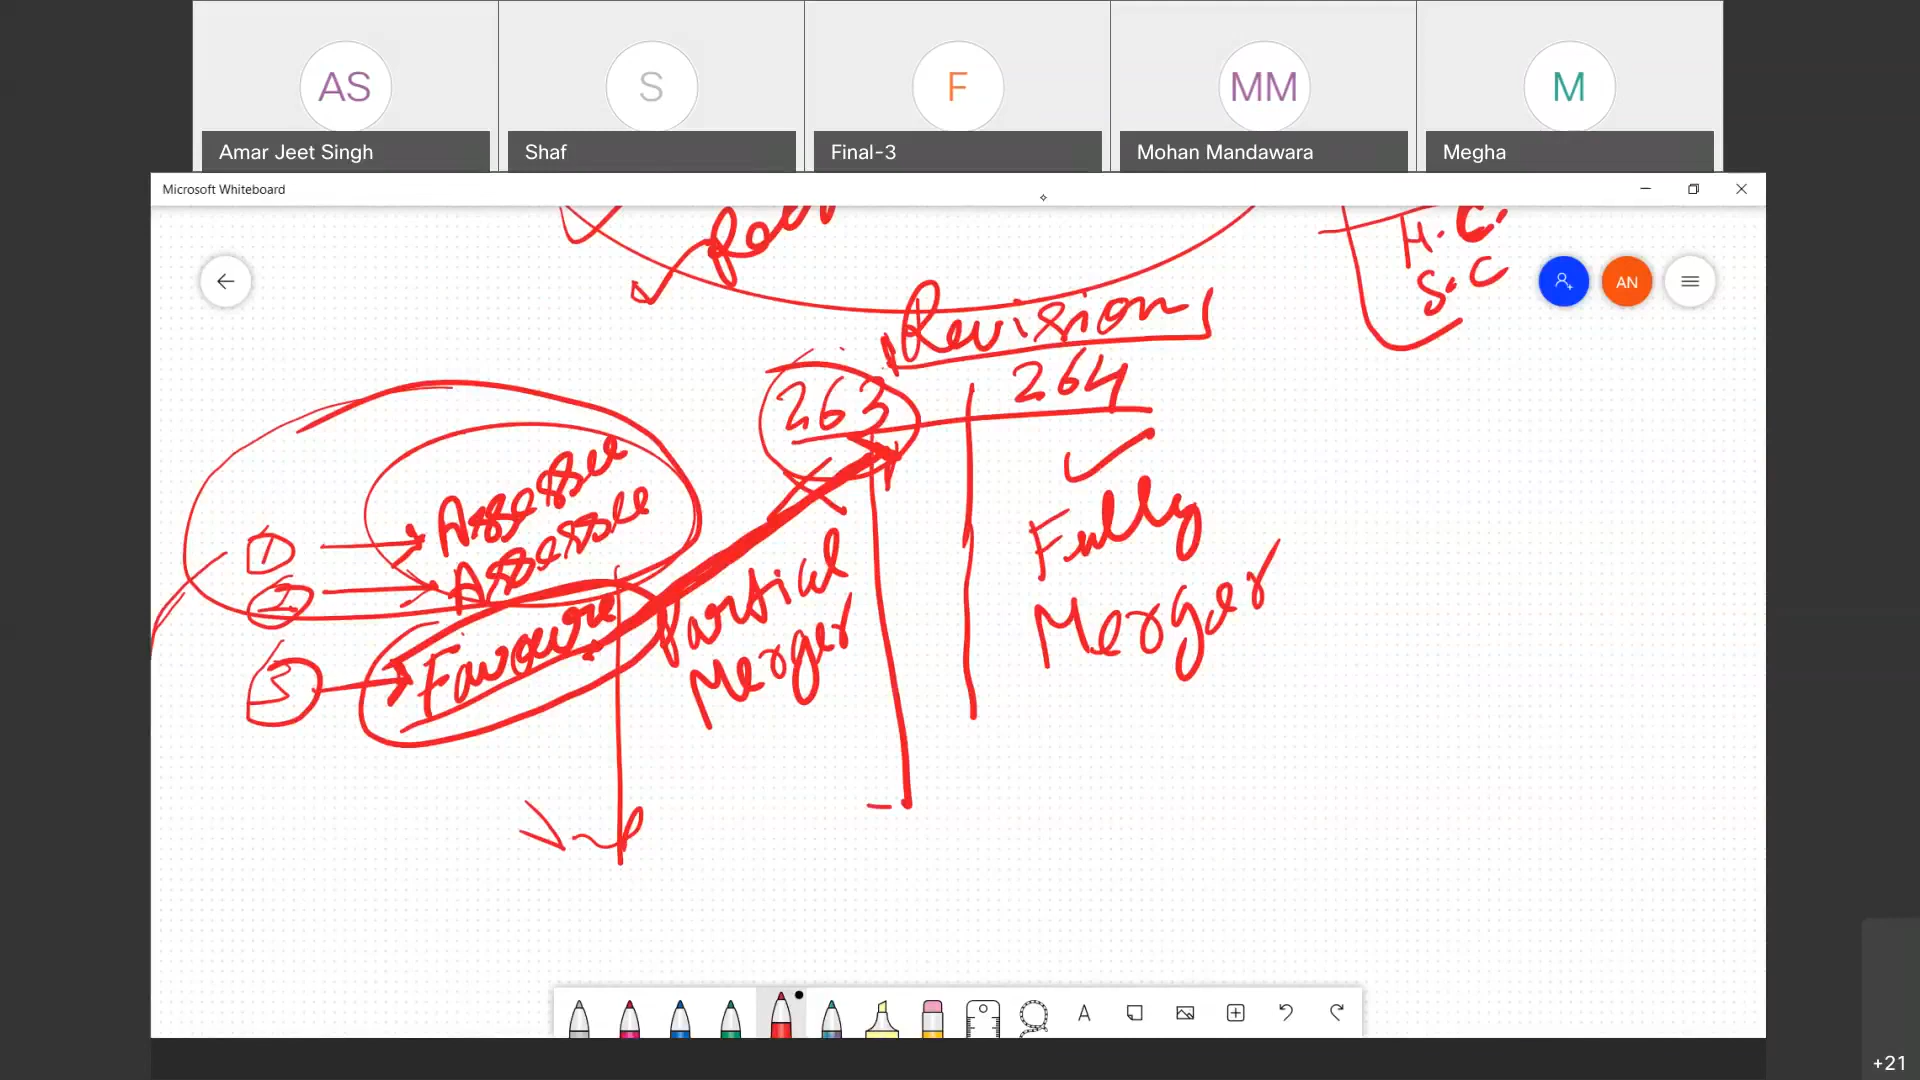 AS
S
F
MM
M
Amar Jeet Singh
Shaf
Final-3
Mohan Mandawara
Megha
Microsoft Whiteboard
H.C.
S.C
AN
Revision
263
264
1 Assessee
2 Assessee
3 Favoure
Partial
Merger
Fully
Merger
A
+21